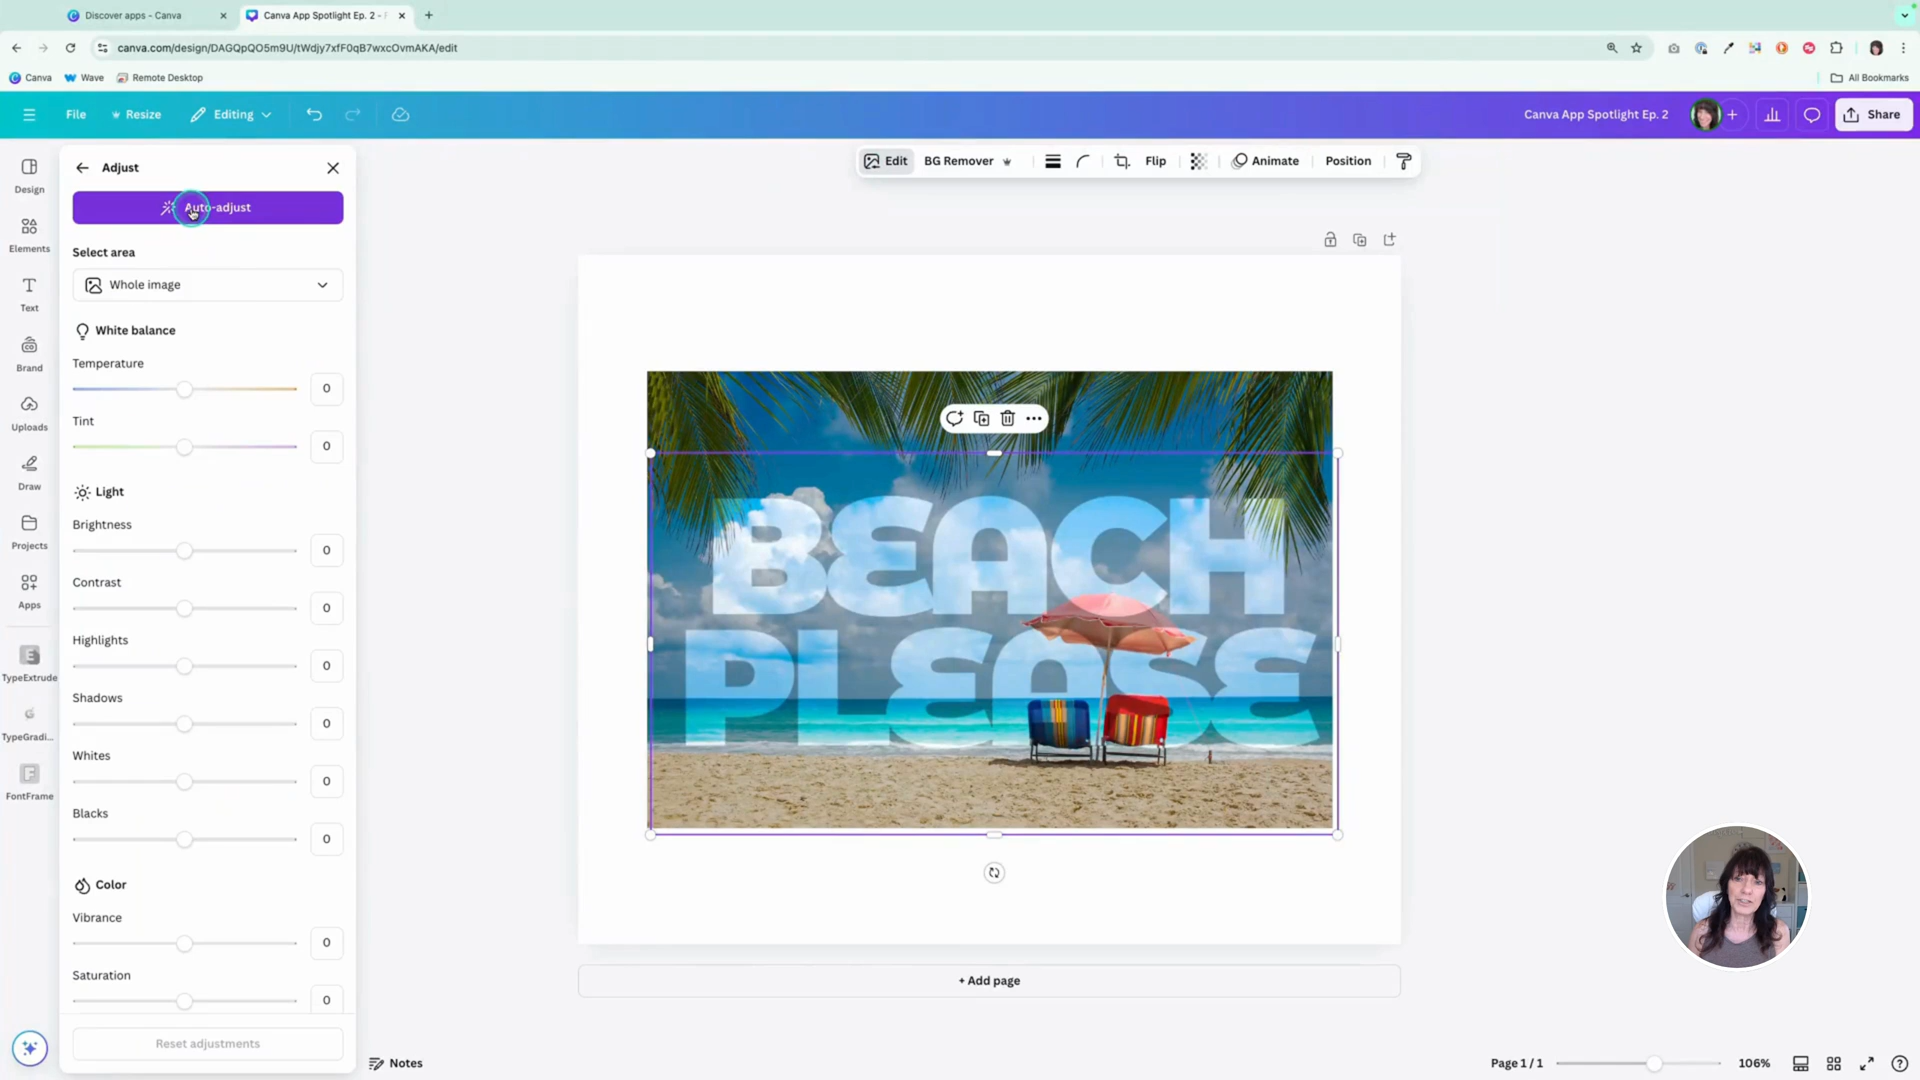 Discover apps - Canva
Canva App Spotlight Ep. 2 -
canva.com/design/DAGQpQO5m9U/tWdjy7xfF0qB7wxcOvmAKA/edit
Canva
Wave
Remote Desktop
All Bookmarks
File
Resize
Editing
Canva App Spotlight Ep. 2
Share
Design
Elements
Text
Brand
Uploads
Draw
Projects
Apps
TypeExtrude
TypeGradi...
FontFrame
Adjust
Auto-adjust
Select area
Whole image
White balance
Temperature
0
Tint
0
Light
Brightness
0
Contrast
0
Highlights
0
Shadows
0
Whites
0
Blacks
0
Color
Vibrance
0
Saturation
0
Reset adjustments
Edit
BG Remover
Flip
Animate
Position
BEACH
PLEASE
+ Add page
Notes
Page 1 / 1
106%